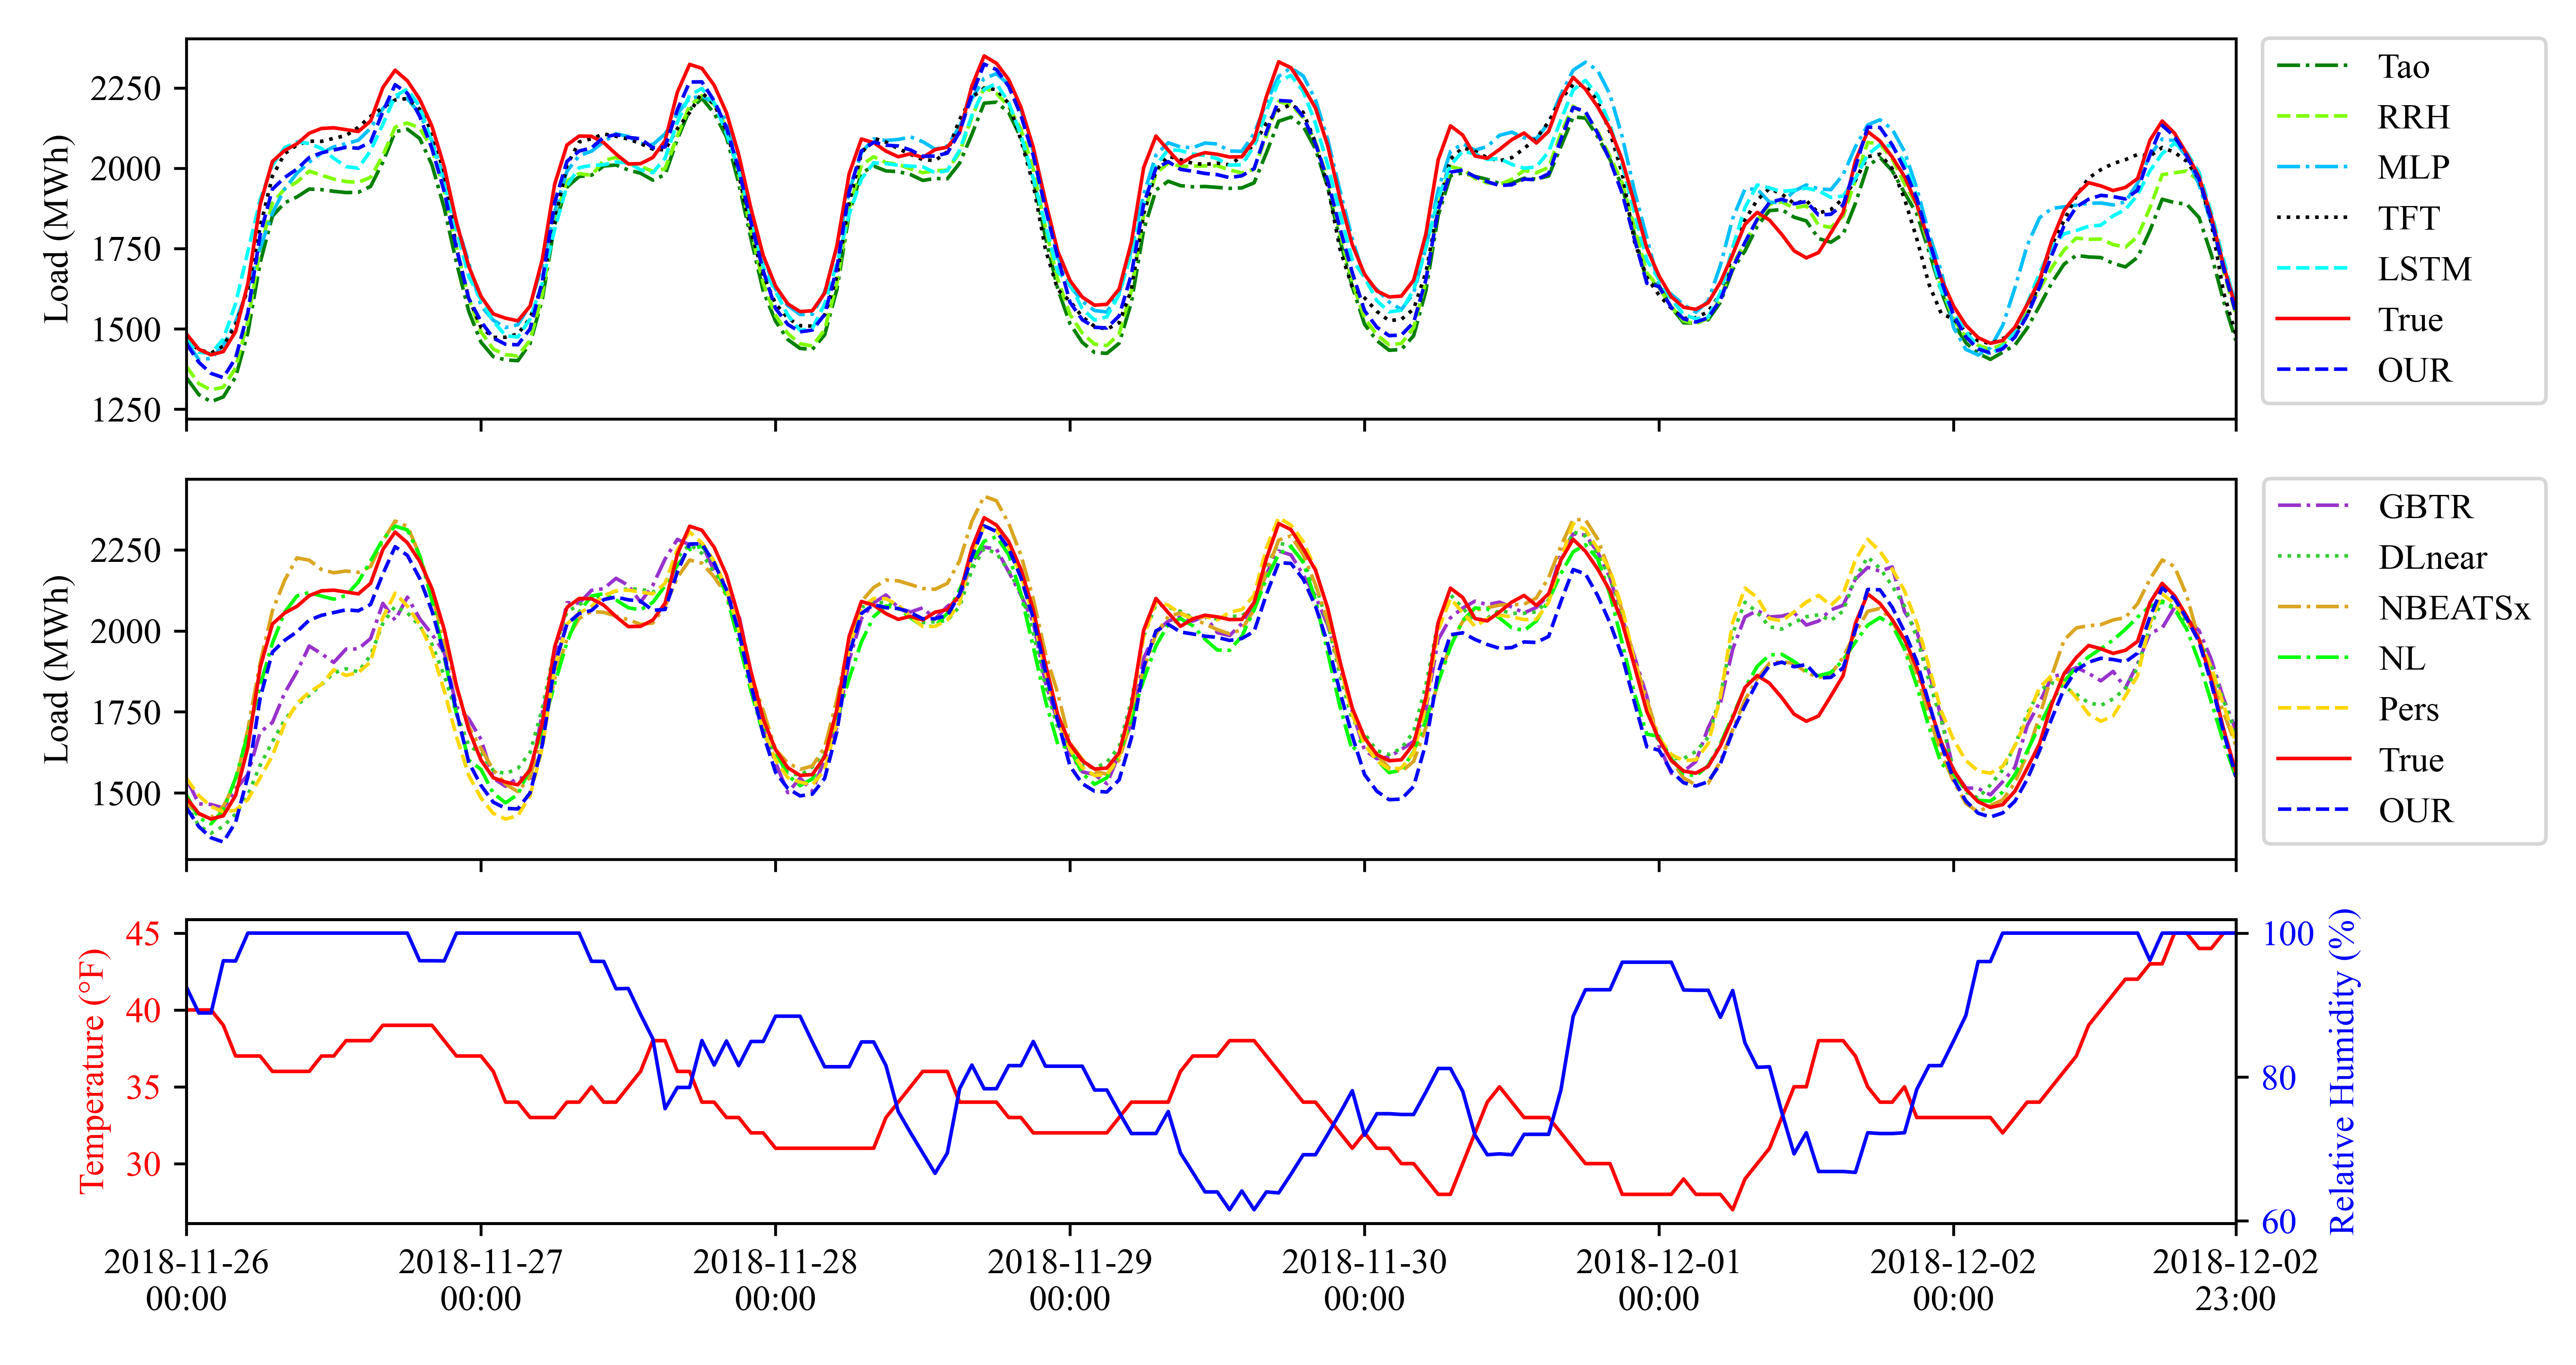 Load (MWh)
2250
2000
1750
1500
1250
Tao
RRH
MLP
TFT
LSTM
True
OUR
Load (MWh)
2250
2000
1750
1500
GBTR
DLnear
NBEATSx
NL
Pers
True
OUR
Temperature (°F)
45
40
35
30
100
80
60
Relative Humidity (%)
2018-11-26
00:00
2018-11-27
00:00
2018-11-28
00:00
2018-11-29
00:00
2018-11-30
00:00
2018-12-01
00:00
2018-12-02
00:00
2018-12-02
23:00